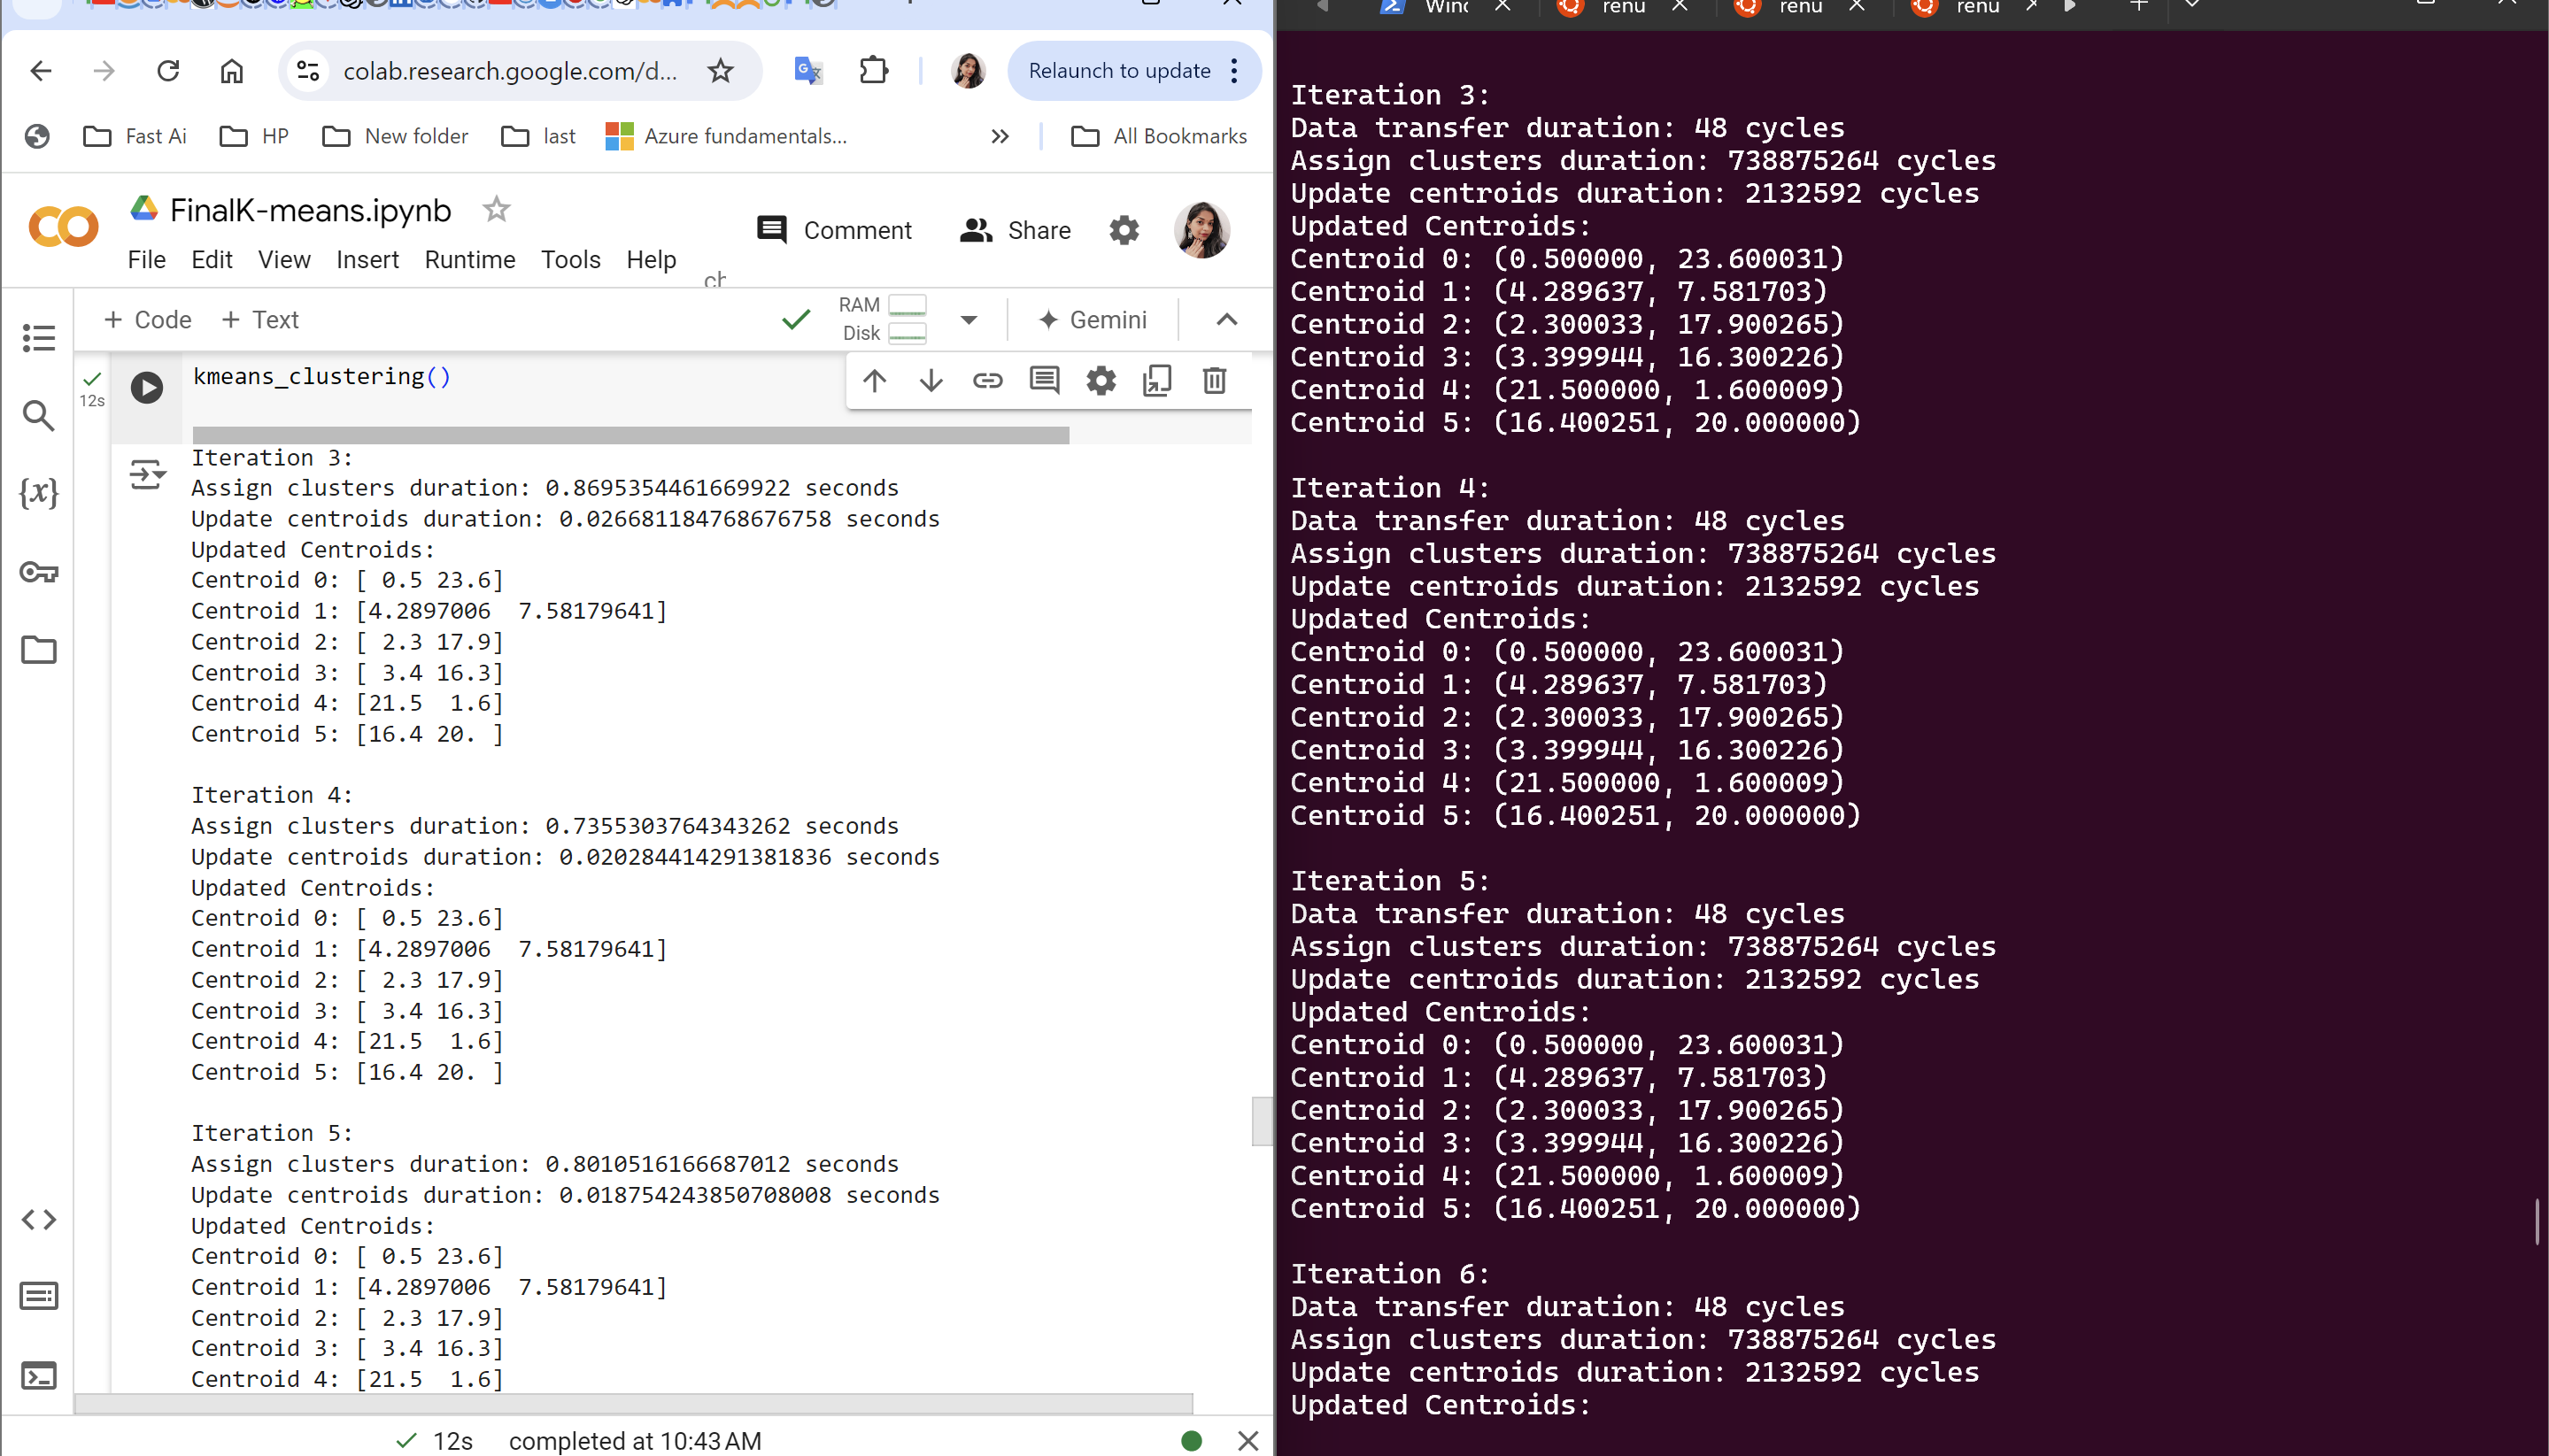 colab.research.google.com/d...
Relaunch to update
Fast Ai
HP
New folder
last
Azure fundamentals...
All Bookmarks
FinalK-means.ipynb
Comment
Share
File Edit View Insert Runtime Tools Help
+ Code + Text
RAM
Disk
Gemini
12s
kmeans_clustering()
Iteration 3:
Assign clusters duration: 0.8695354461669922 seconds
Update centroids duration: 0.026681184768676758 seconds
Updated Centroids:
Centroid 0: [ 0.5 23.6]
Centroid 1: [4.2897006  7.58179641]
Centroid 2: [ 2.3 17.9]
Centroid 3: [ 3.4 16.3]
Centroid 4: [21.5  1.6]
Centroid 5: [16.4 20. ]
Iteration 4:
Assign clusters duration: 0.7355303764343262 seconds
Update centroids duration: 0.020284414291381836 seconds
Updated Centroids:
Centroid 0: [ 0.5 23.6]
Centroid 1: [4.2897006  7.58179641]
Centroid 2: [ 2.3 17.9]
Centroid 3: [ 3.4 16.3]
Centroid 4: [21.5  1.6]
Centroid 5: [16.4 20. ]
Iteration 5:
Assign clusters duration: 0.8010516166687012 seconds
Update centroids duration: 0.018754243850708008 seconds
Updated Centroids:
Centroid 0: [ 0.5 23.6]
Centroid 1: [4.2897006  7.58179641]
Centroid 2: [ 2.3 17.9]
Centroid 3: [ 3.4 16.3]
Centroid 4: [21.5  1.6]
12s completed at 10:43 AM
renu
renu
renu
Iteration 3:
Data transfer duration: 48 cycles
Assign clusters duration: 738875264 cycles
Update centroids duration: 2132592 cycles
Updated Centroids:
Centroid 0: (0.500000, 23.600031)
Centroid 1: (4.289637, 7.581703)
Centroid 2: (2.300033, 17.900265)
Centroid 3: (3.399944, 16.300226)
Centroid 4: (21.500000, 1.600009)
Centroid 5: (16.400251, 20.000000)
Iteration 4:
Data transfer duration: 48 cycles
Assign clusters duration: 738875264 cycles
Update centroids duration: 2132592 cycles
Updated Centroids:
Centroid 0: (0.500000, 23.600031)
Centroid 1: (4.289637, 7.581703)
Centroid 2: (2.300033, 17.900265)
Centroid 3: (3.399944, 16.300226)
Centroid 4: (21.500000, 1.600009)
Centroid 5: (16.400251, 20.000000)
Iteration 5:
Data transfer duration: 48 cycles
Assign clusters duration: 738875264 cycles
Update centroids duration: 2132592 cycles
Updated Centroids:
Centroid 0: (0.500000, 23.600031)
Centroid 1: (4.289637, 7.581703)
Centroid 2: (2.300033, 17.900265)
Centroid 3: (3.399944, 16.300226)
Centroid 4: (21.500000, 1.600009)
Centroid 5: (16.400251, 20.000000)
Iteration 6:
Data transfer duration: 48 cycles
Assign clusters duration: 738875264 cycles
Update centroids duration: 2132592 cycles
Updated Centroids: